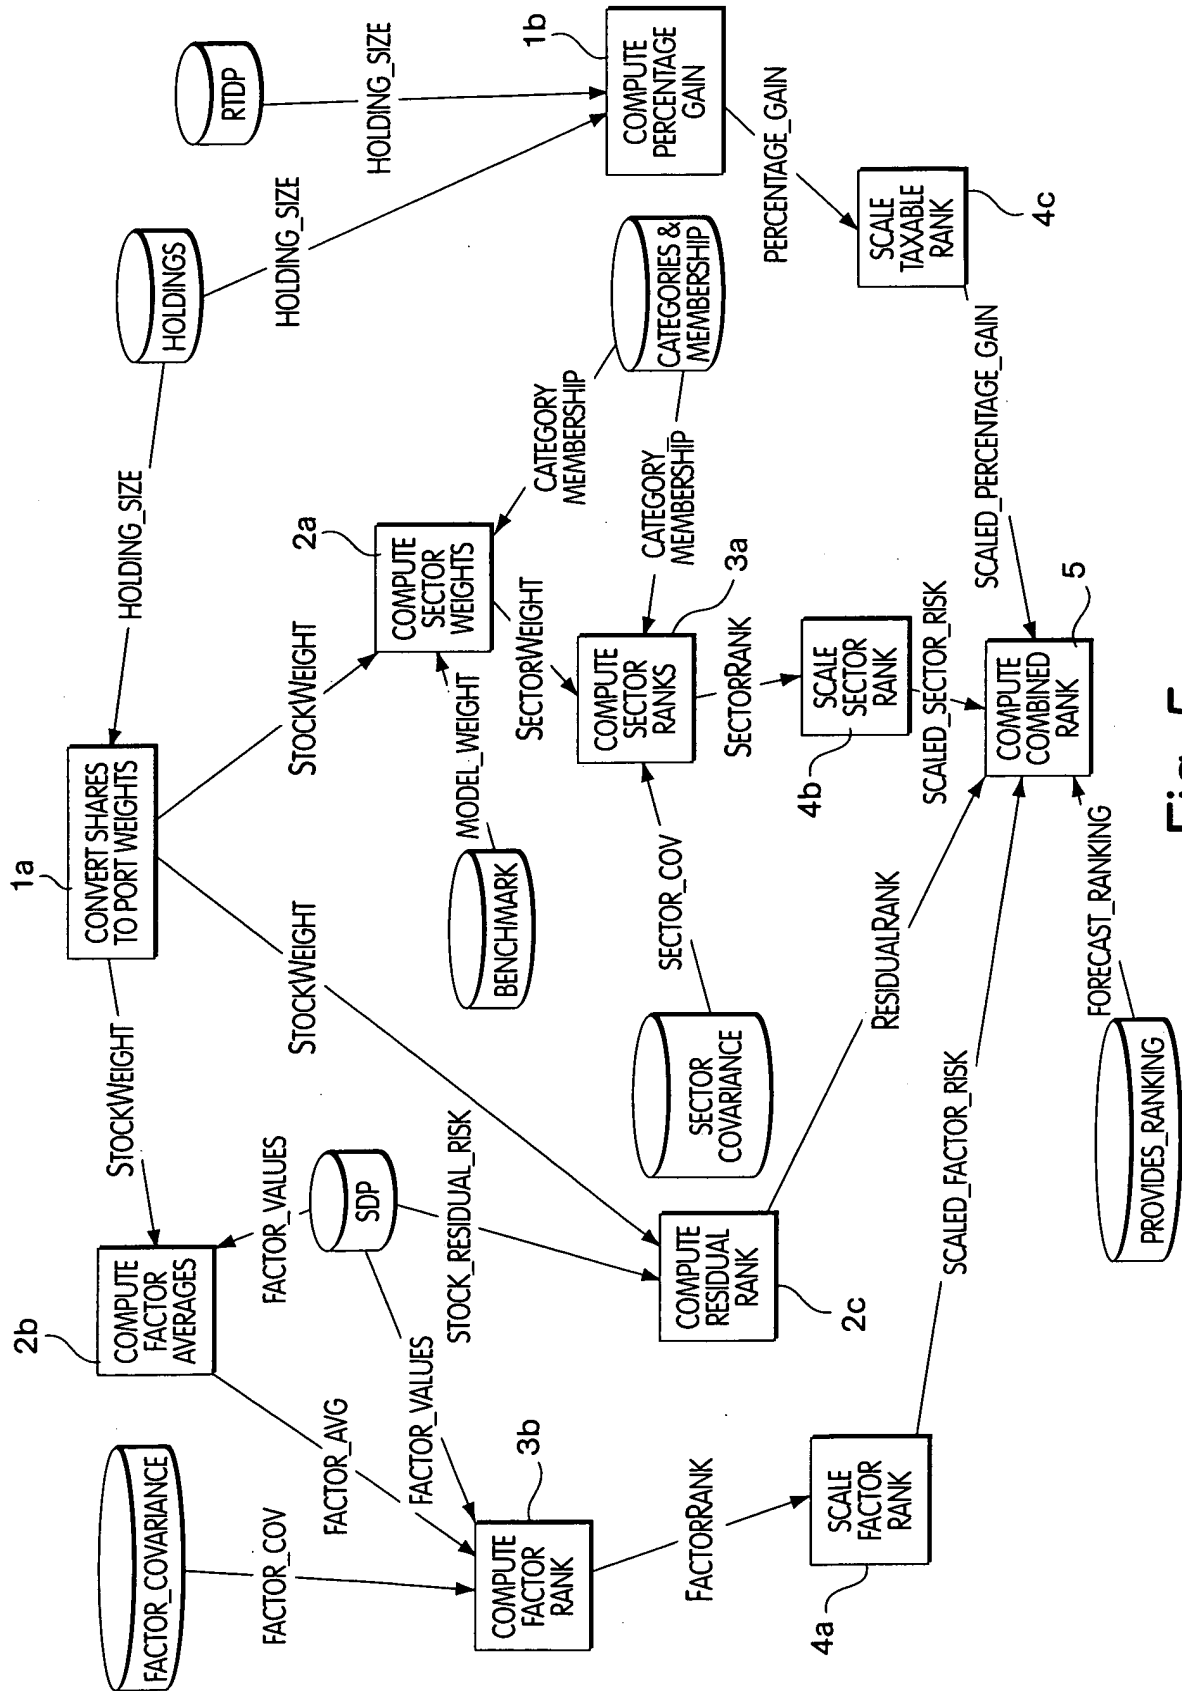 1a
CONVERT SHARES
TO PORT WEIGHTS
HOLDING_SIZE
HOLDINGS
HOLDING_SIZE
RTDP
HOLDING_SIZE
1b
COMPUTE
PERCENTAGE
GAIN
STOCKWEIGHT
STOCKWEIGHT
STOCKWEIGHT
2b
COMPUTE
FACTOR
AVERAGES
FACTOR_COVARIANCE
FACTOR_COV
FACTOR_AVG
FACTOR_VALUES
FACTOR_VALUES
SDP
STOCK_RESIDUAL_RISK
BENCHMARK
MODEL_WEIGHT
2a
COMPUTE
SECTOR
WEIGHTS
CATEGORY
MEMBERSHIP
CATEGORIES &
MEMBERSHIP
CATEGORY_
MEMBERSHIP
SECTORWEIGHT
PERCENTAGE_GAIN
3b
COMPUTE
FACTOR
RANK
COMPUTE
RESIDUAL
RANK
2c
SECTOR
COVARIANCE
SECTOR_COV
COMPUTE
SECTOR
RANKS
3a
SECTORRANK
SCALE
TAXABLE
RANK
4c
FACTORRANK
4a
SCALE
FACTOR
RANK
4b
SCALE
SECTOR
RANK
RESIDUALRANK
SCALED_SECTOR_RISK
SCALED_PERCENTAGE_GAIN
SCALED_FACTOR_RISK
FORECAST_RANKING
PROVIDES_RANKING
COMPUTE
COMBINED
RANK
5